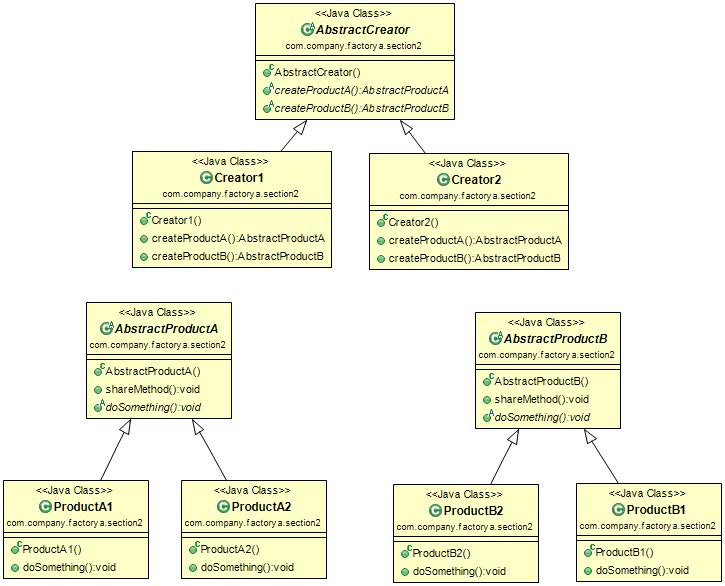 <<Java Class>>
AbstractCreator
com.company.factorya.section2
AbstractCreator()
createProductA():AbstractProductA
createProductB():AbstractProductB
<<Java Class>>
Creator1
com.company.factorya.section2
Creator1()
createProductA():AbstractProductA
createProductB():AbstractProductB
<<Java Class>>
Creator2
com.company.factorya.section2
Creator2()
createProductA():AbstractProductA
createProductB():AbstractProductB
<<Java Class>>
AbstractProductA
com.company.factorya.section2
AbstractProductA()
shareMethod():void
doSomething():void
<<Java Class>>
AbstractProductB
com.company.factorya.section2
AbstractProductB()
shareMethod():void
doSomething():void
<<Java Class>>
ProductA1
com.company.factorya.section2
ProductA1()
doSomething():void
<<Java Class>>
ProductA2
com.company.factorya.section2
ProductA2()
doSomething():void
<<Java Class>>
ProductB2
com.company.factorya.section2
ProductB2()
doSomething():void
<<Java Class>>
ProductB1
com.company.factorya.section2
ProductB1()
doSomething():void